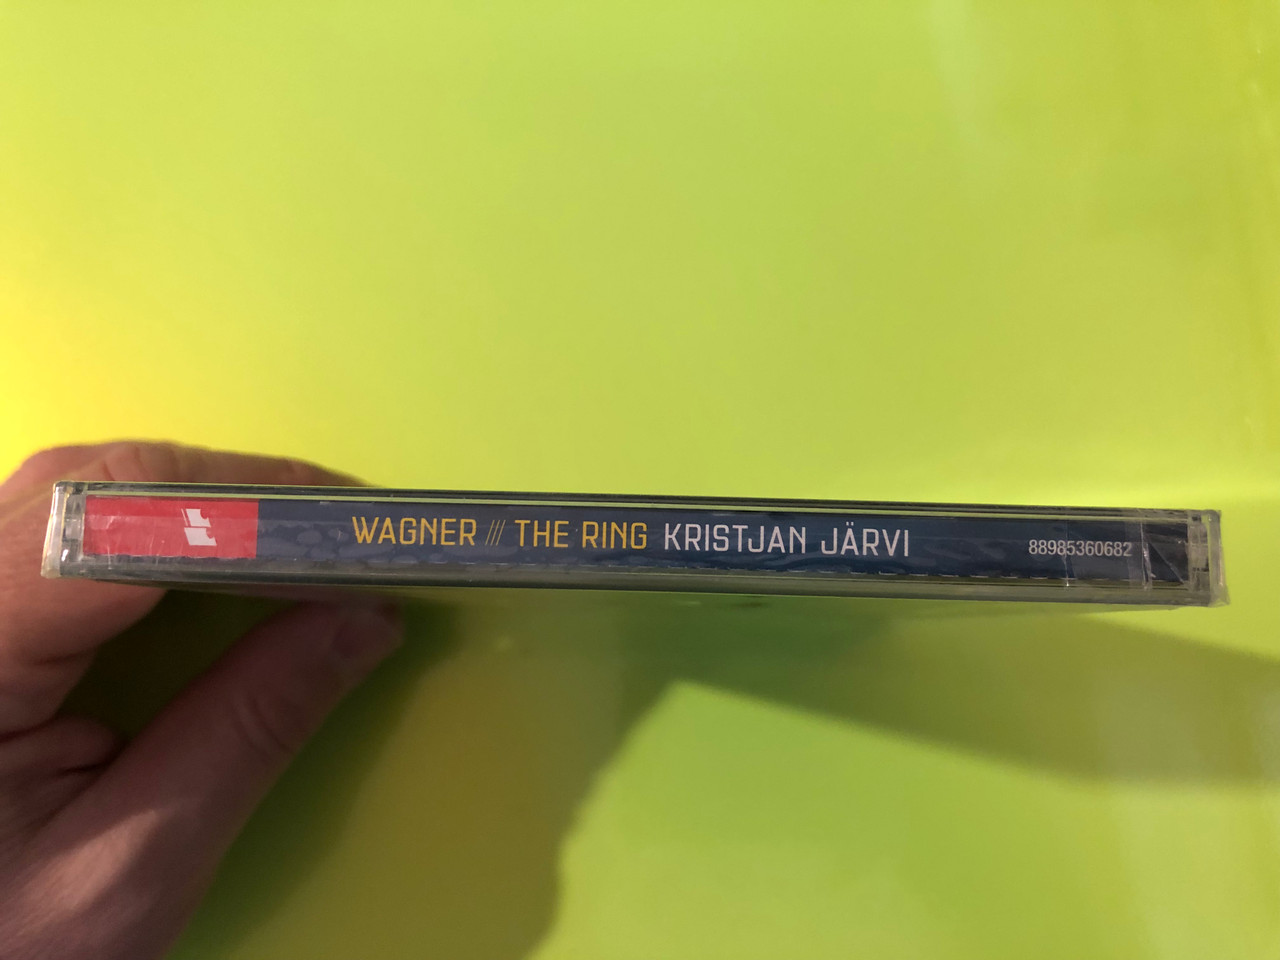 WAGNER /// THE RING KRISTJAN JÄRVI 88985360682